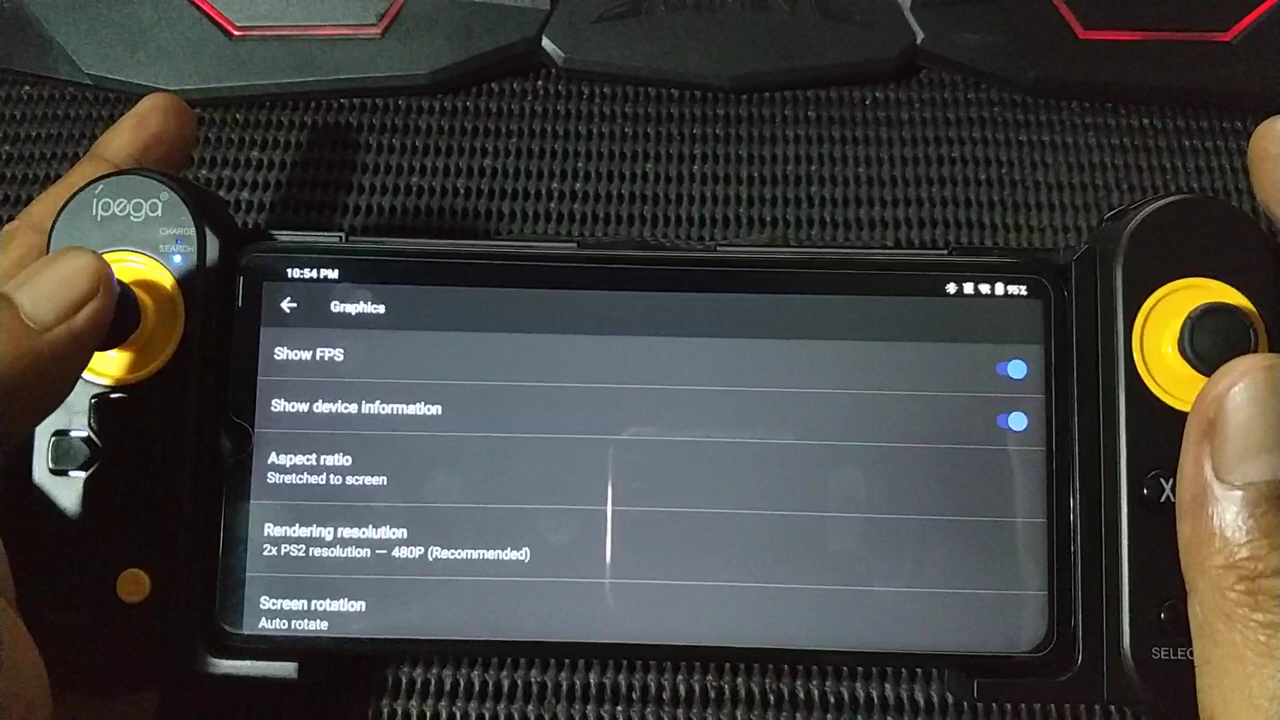 ípega®
CHARGE
SEARCH
10:54 PM
95%
Graphics
Show FPS
Show device information
Aspect ratio
Stretched to screen
Rendering resolution
2x PS2 resolution — 480P (Recommended)
Screen rotation
Auto rotate
X
SELEC